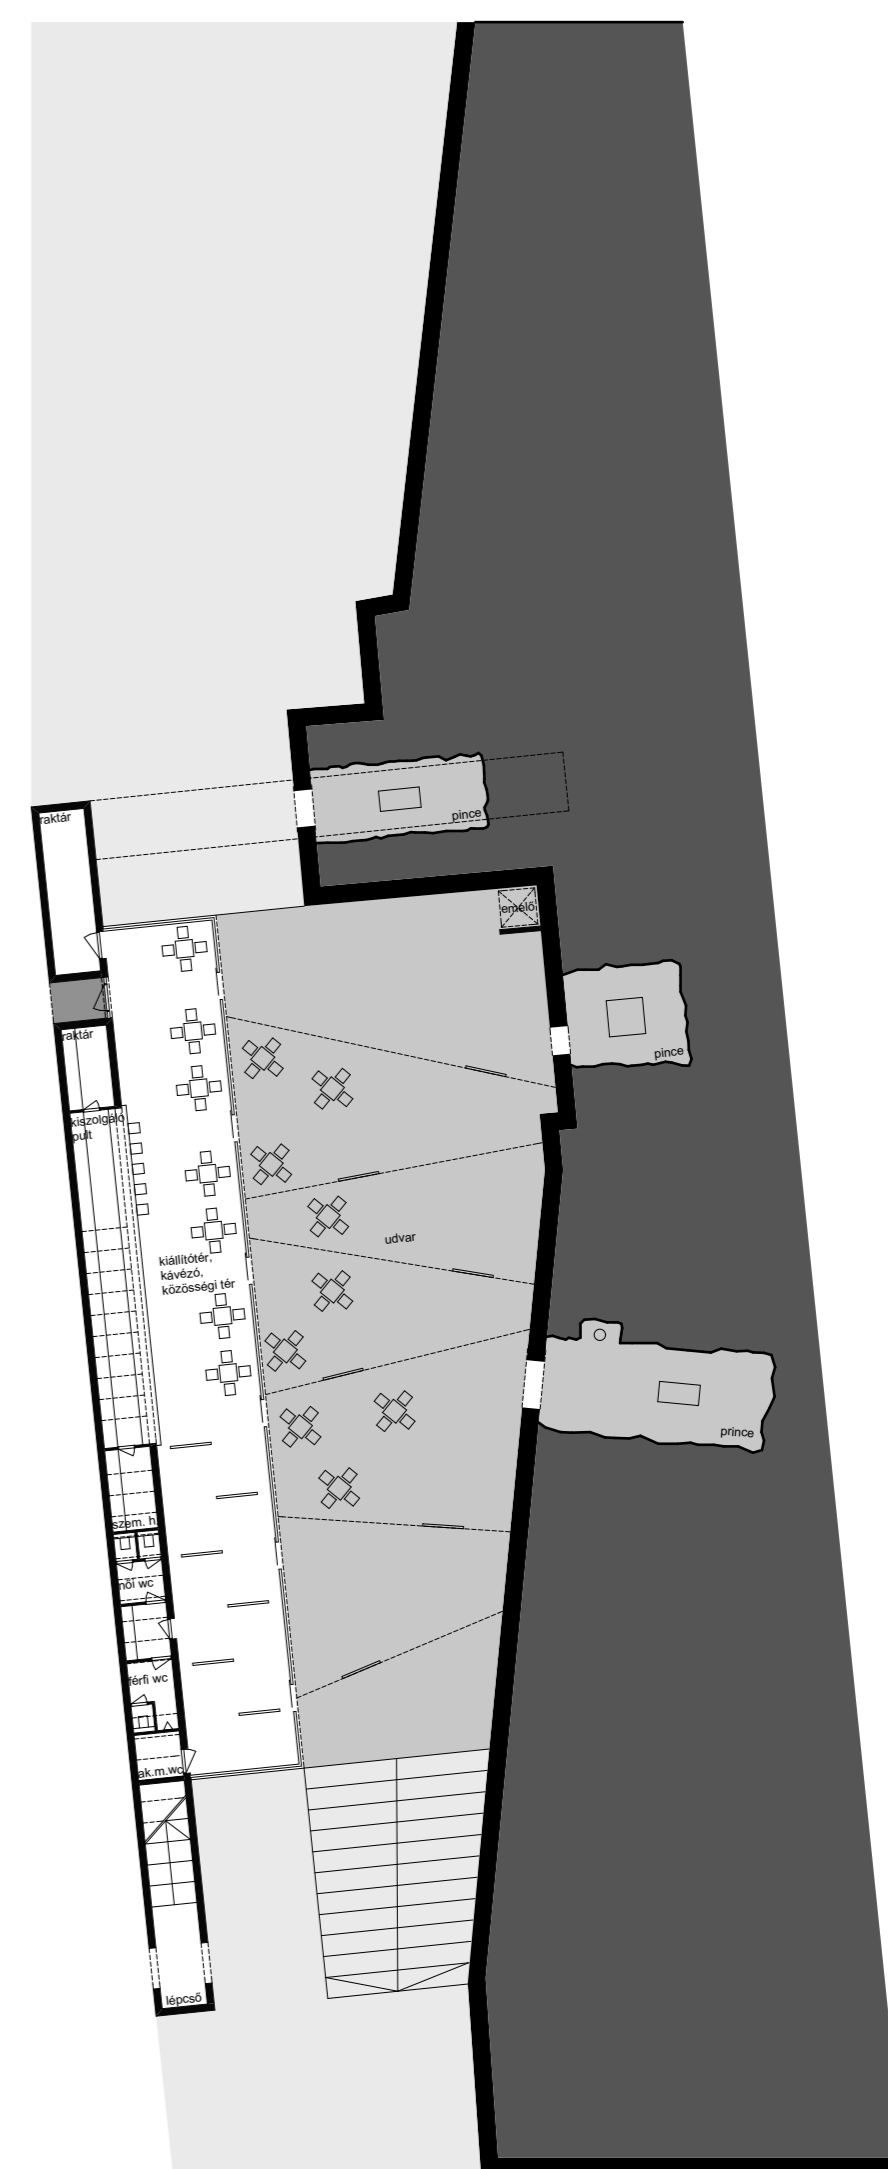 raktár
pince
emelő
raktár
pince
kiszolgáló
pult
udvar
kiállítótér,
kávézó,
közösségi tér
prince
szem. h.
női wc
férfi wc
ak.m.wc
lépcső